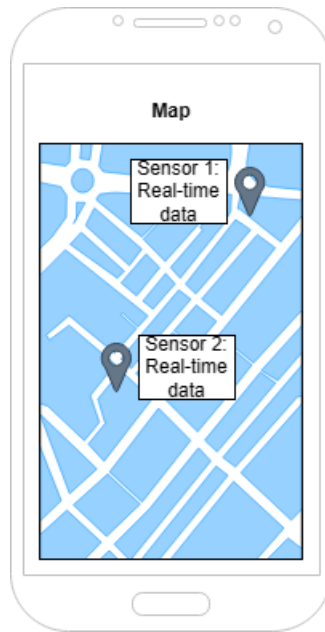 Map
Sensor 1:
Real-time
data
Sensor 2:
Real-time
data